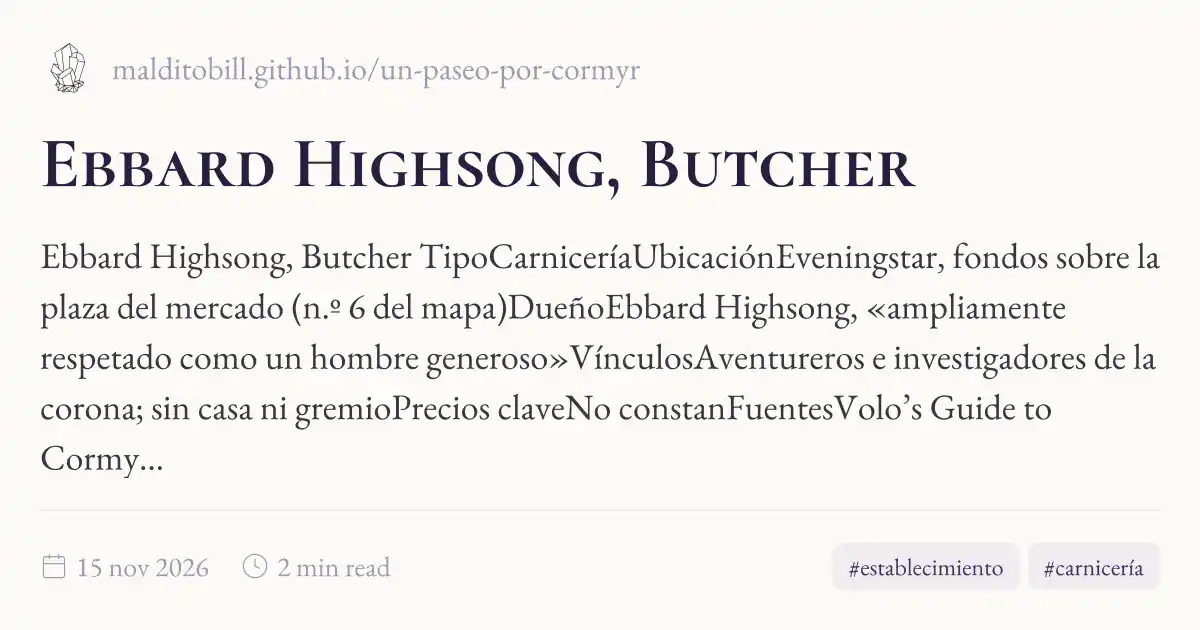 malditobill.github.io/un-paseo-por-cormyr
Ebbard Highsong, Butcher
Ebbard Highsong, Butcher TipoCarniceríaUbicaciónEveningstar, fondos sobre la
plaza del mercado (n.º 6 del mapa)DueñoEbbard Highsong, «ampliamente
respetado como un hombre generoso»VínculosAventureros e investigadores de la
corona; sin casa ni gremioPrecios claveNo constanFuentesVolo’s Guide to
Cormy...
15 nov 2026 2 min read #establecimiento #carnicería